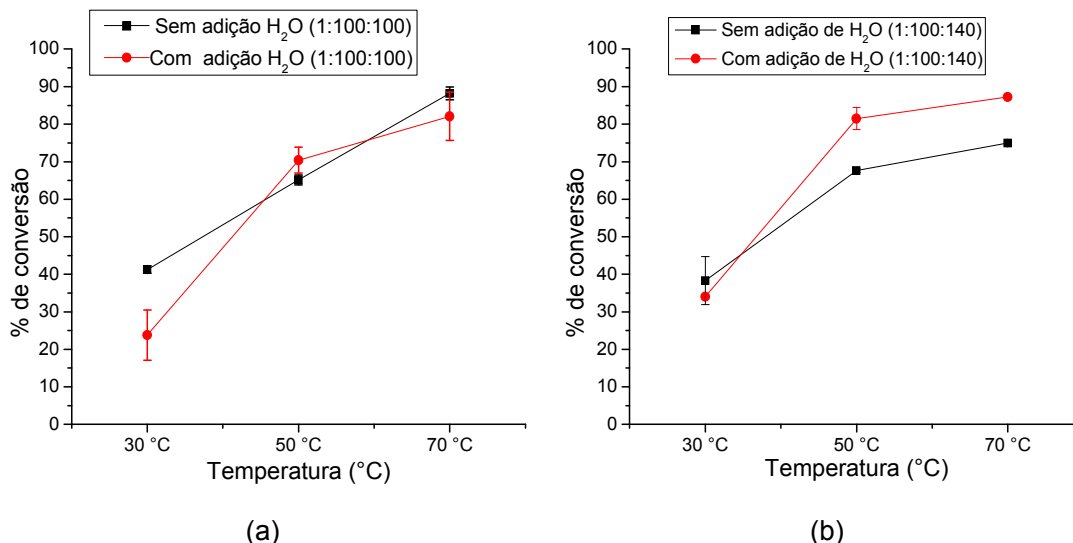 Sem adição H2O (1:100:100)
Com adição H2O (1:100:100)
100
90
80
70
60
50
40
30
20
10
0
% de conversão
30 °C
50 °C
70 °C
Temperatura (°C)
(a)
Sem adição de H2O (1:100:140)
Com adição de H2O (1:100:140)
100
90
80
70
60
50
40
30
20
10
0
% de conversão
30 °C
50 °C
70 °C
Temperatura (°C)
(b)